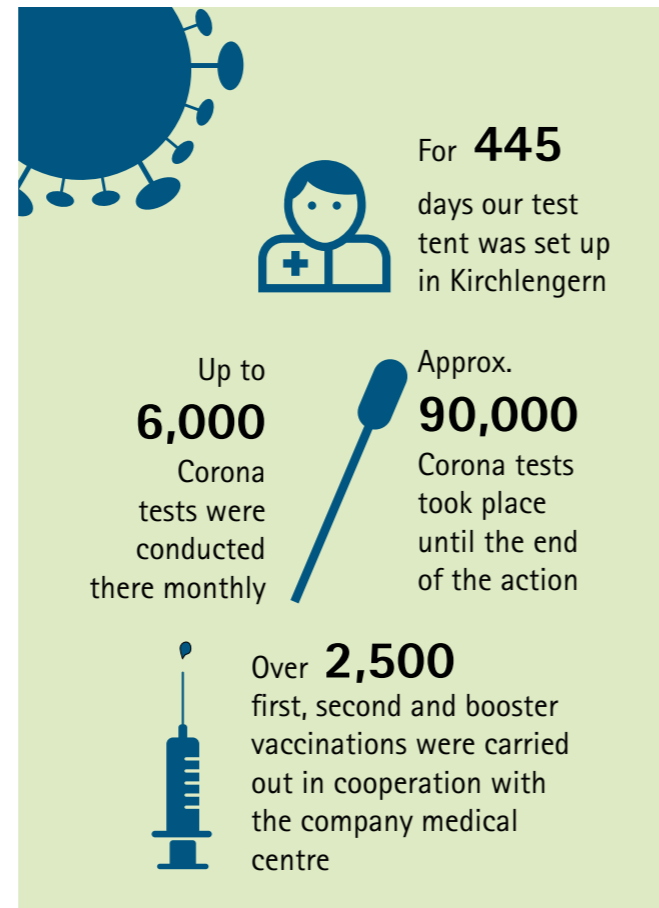 For 445
days our test
tent was set up
in Kirchlengern
Up to
6,000
Corona
tests were
conducted
there monthly
Approx.
90,000
Corona tests
took place
until the end
of the action
Over 2,500
first, second and booster
vaccinations were carried
out in cooperation with
the company medical
centre